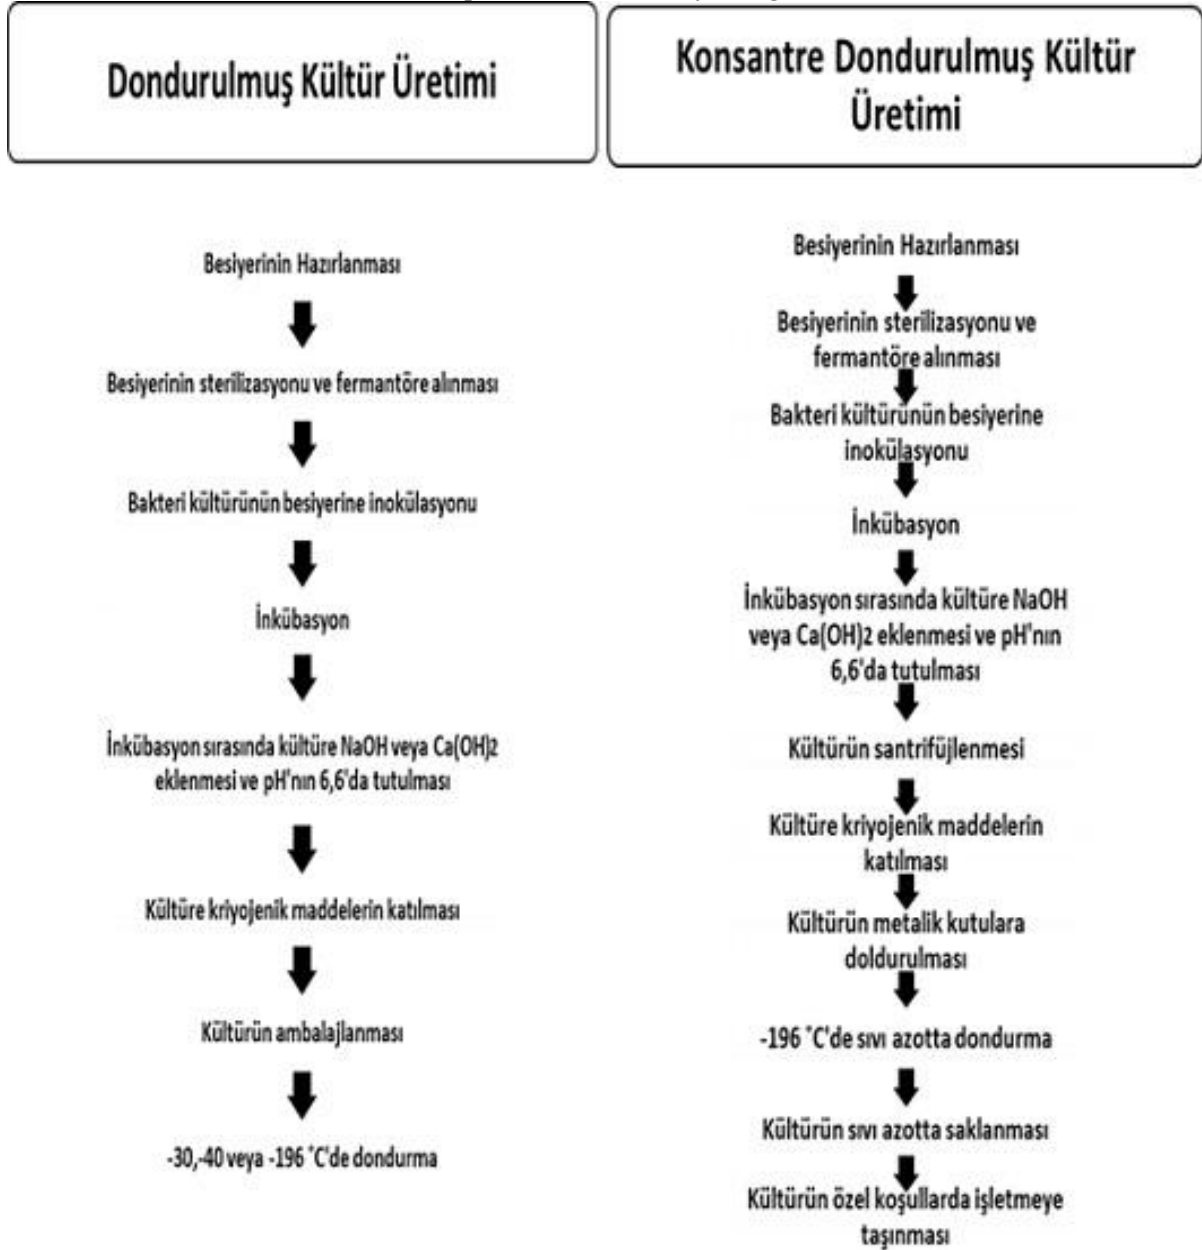 Dondurulmuş Kültür Üretimi
Besiyerinin Hazırlanması
Besiyerinin sterilizasyonu ve fermantöre alınması
Bakteri kültürünün besiyerine inokülasyonu
İnkübasyon
İnkübasyon sırasında kültüre NaOH veya Ca(OH)2
eklenmesi ve pH'nın 6,6'da tutulması
Kültüre kriyojenik maddelerin katılması
Kültürün ambalajlanması
-30,-40 veya -196 °C'de dondurma
Konsantre Dondurulmuş Kültür
Üretimi
Besiyerinin Hazırlanması
Besiyerinin sterilizasyonu ve
fermantöre alınması
Bakteri kültürünün besiyerine
inokülasyonu
İnkübasyon
İnkübasyon sırasında kültüre NaOH
veya Ca(OH)2 eklenmesi ve pH'nın
6,6'da tutulması
Kültürün santrifüjlenmesi
Kültüre kriyojenik maddelerin
katılması
Kültürün metalik kutulara
doldurulması
-196 °C'de sıvı azotta dondurma
Kültürün sıvı azotta saklanması
Kültürün özel koşullarda işletmeye
taşınması